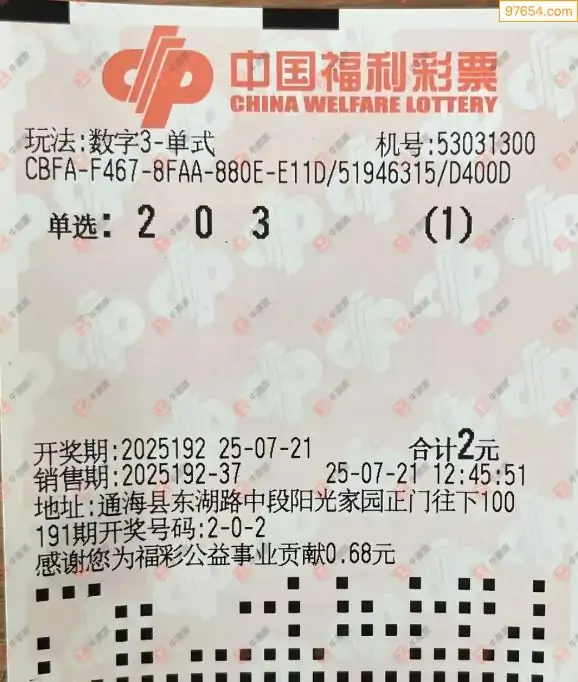 97654.com
中国福利彩票
CHINA WELFARE LOTTERY
玩法:数字3-单式 机号:53031300
CBFA-F467-8FAA-880E-E11D/51946315/D400D
单选: 2 0 3 (1)
开奖期:2025192 25-07-21 合计2元
销售期:2025192-37 25-07-21 12:45:51
地址:通海县东湖路中段阳光家园正门往下100
191期开奖号码:2-0-2
感谢您为福彩公益事业贡献0.68元